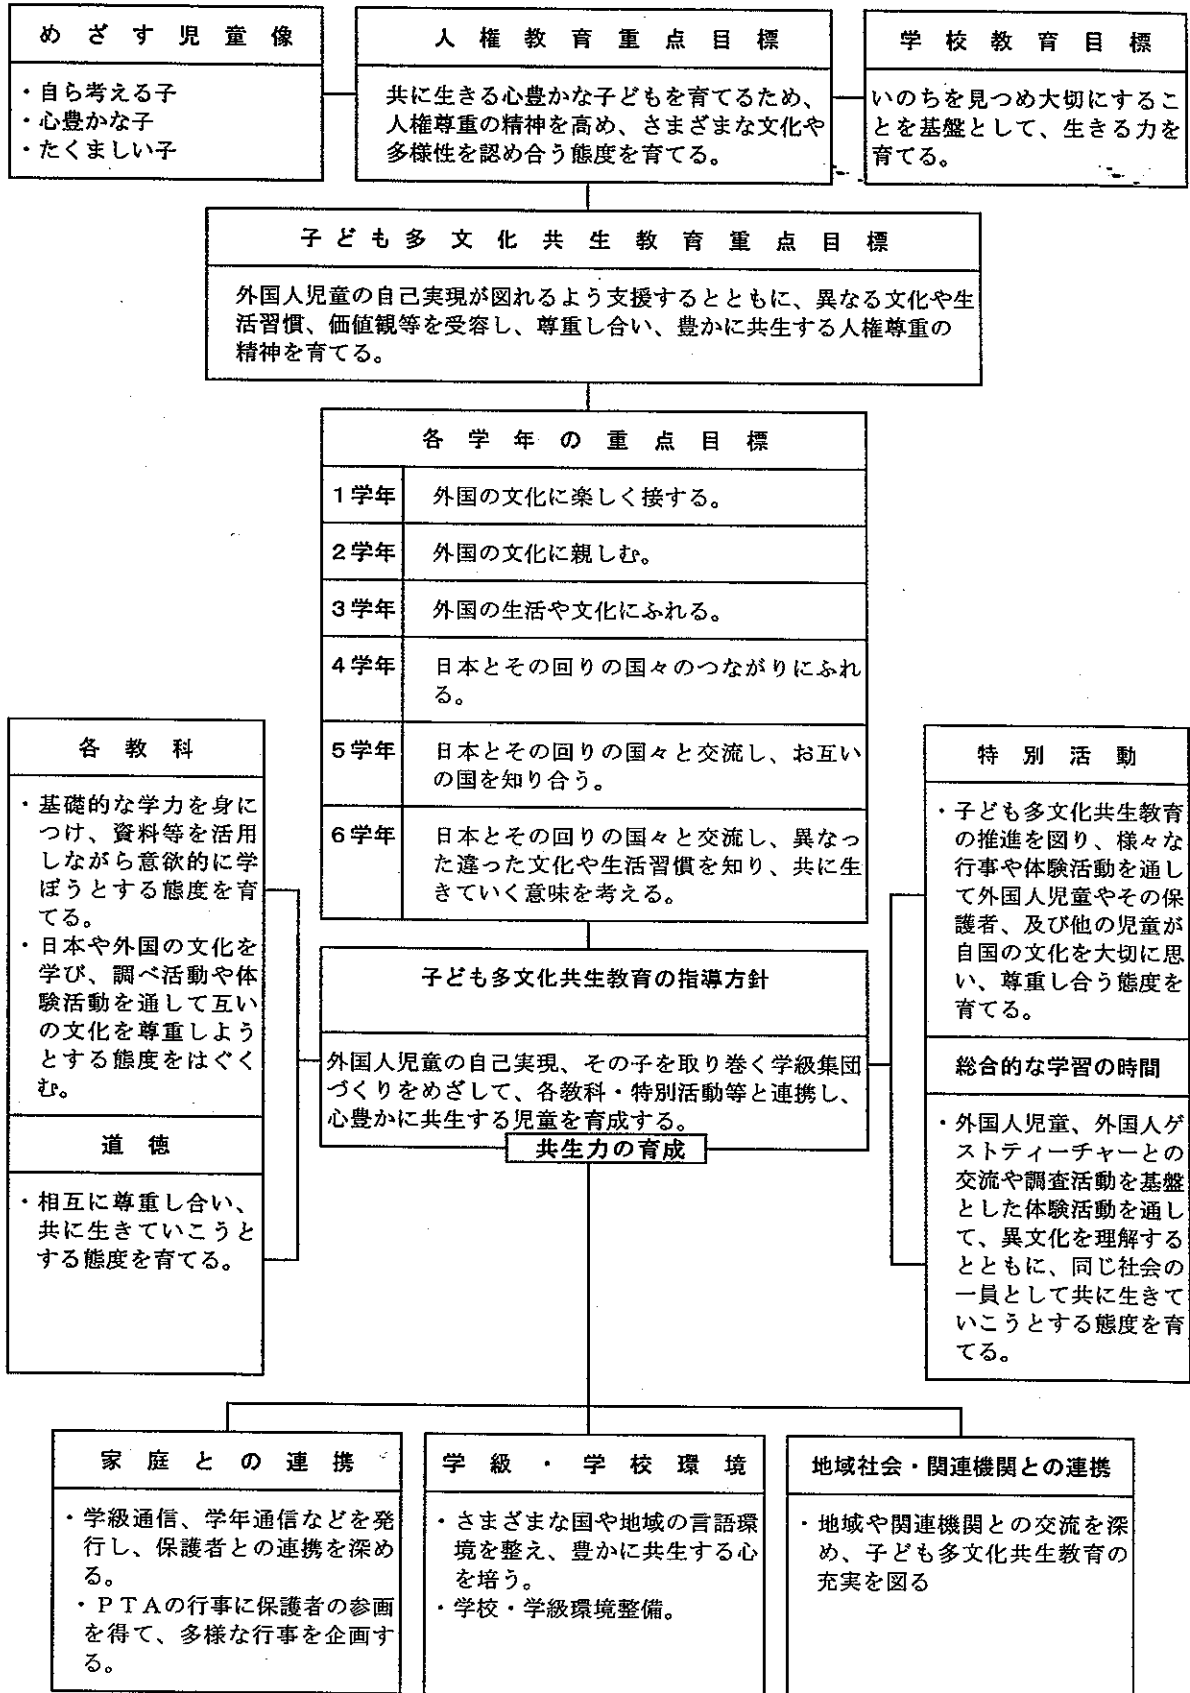 めざす児童像
・自ら考える子
・心豊かな子
・たくましい子
人権教育重点目標
共に生きる心豊かな子どもを育てるため、
人権尊重の精神を高め、さまざまな文化や
多様性を認め合う態度を育てる。
学校教育目標
いのちを見つめ大切にするこ
とを基盤として、生きる力を
育てる。
子ども多文化共生教育重点目標
外国人児童の自己実現が図れるよう支援するとともに、異なる文化や生
活習慣、価値観等を受容し、尊重し合い、豊かに共生する人権尊重の
精神を育てる。
各学年の重点目標
1学年 外国の文化に楽しく接する。
2学年 外国の文化に親しむ。
3学年 外国の生活や文化にふれる。
4学年 日本とその回りの国々のつながりにふれ
る。
5学年 日本とその回りの国々と交流し、お互い
の国を知り合う。
6学年 日本とその回りの国々と交流し、異なっ
た違った文化や生活習慣を知り、共に生
きていく意味を考える。
各教科
・基礎的な学力を身に
つけ、資料等を活用
しながら意欲的に学
ぼうとする態度を育
てる。
・日本や外国の文化を
学び、調べ活動や体
験活動を通して互い
の文化を尊重しよう
とする態度をはぐく
む。
道徳
・相互に尊重し合い、
共に生きていこうと
する態度を育てる。
子ども多文化共生教育の指導方針
外国人児童の自己実現、その子を取り巻く学級集団
づくりをめざして、各教科・特別活動等と連携し、
心豊かに共生する児童を育成する。
共生力の育成
特別活動
・子ども多文化共生教育
の推進を図り、様々な
行事や体験活動を通し
て外国人児童やその保
護者、及び他の児童が
自国の文化を大切に思
い、尊重し合う態度を
育てる。
総合的な学習の時間
・外国人児童、外国人ゲ
ストティーチャーとの
交流や調査活動を基盤
とした体験活動を通し
て、異文化を理解する
とともに、同じ社会の
一員として共に生きて
いこうとする態度を育
てる。
家庭との連携
・学級通信、学年通信などを発
行し、保護者との連携を深め
る。
・PTAの行事に保護者の参画
を得て、多様な行事を企画す
る。
学級・学校環境
・さまざまな国や地域の言語環
境を整え、豊かに共生する心
を培う。
・学校・学級環境整備。
地域社会・関連機関との連携
・地域や関連機関との交流を深
め、子ども多文化共生教育の
充実を図る